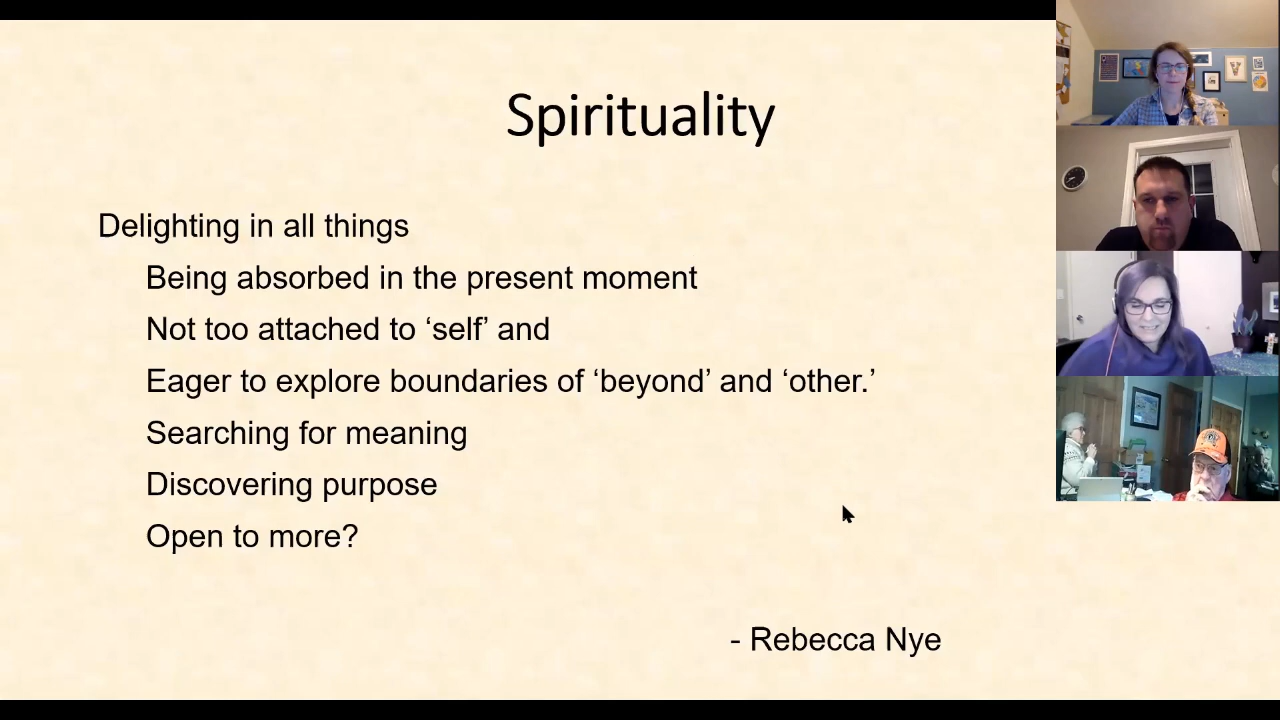 Spirituality
Delighting in all things
Being absorbed in the present moment
Not too attached to ‘self’ and
Eager to explore boundaries of ‘beyond’ and ‘other.’
Searching for meaning
Discovering purpose
Open to more?
- Rebecca Nye